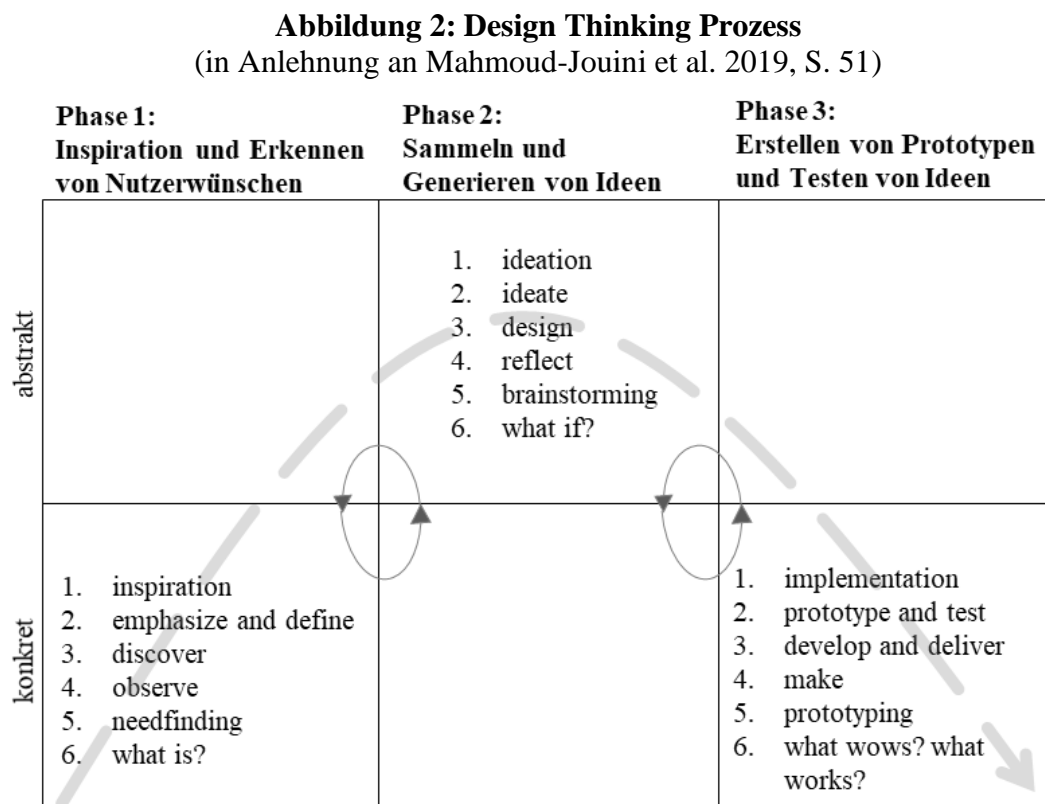 Abbildung 2: Design Thinking Prozess
(in Anlehnung an Mahmoud-Jouini et al. 2019, S. 51)
Phase 1:
Inspiration und Erkennen
von Nutzerwünschen
Phase 2:
Sammeln und
Generieren von Ideen
Phase 3:
Erstellen von Prototypen
und Testen von Ideen
abstrakt
1. ideation
2. ideate
3. design
4. reflect
5. brainstorming
6. what if?
konkret
1. inspiration
2. emphasize and define
3. discover
4. observe
5. needfinding
6. what is?
1. implementation
2. prototype and test
3. develop and deliver
4. make
5. prototyping
6. what wows? what
works?